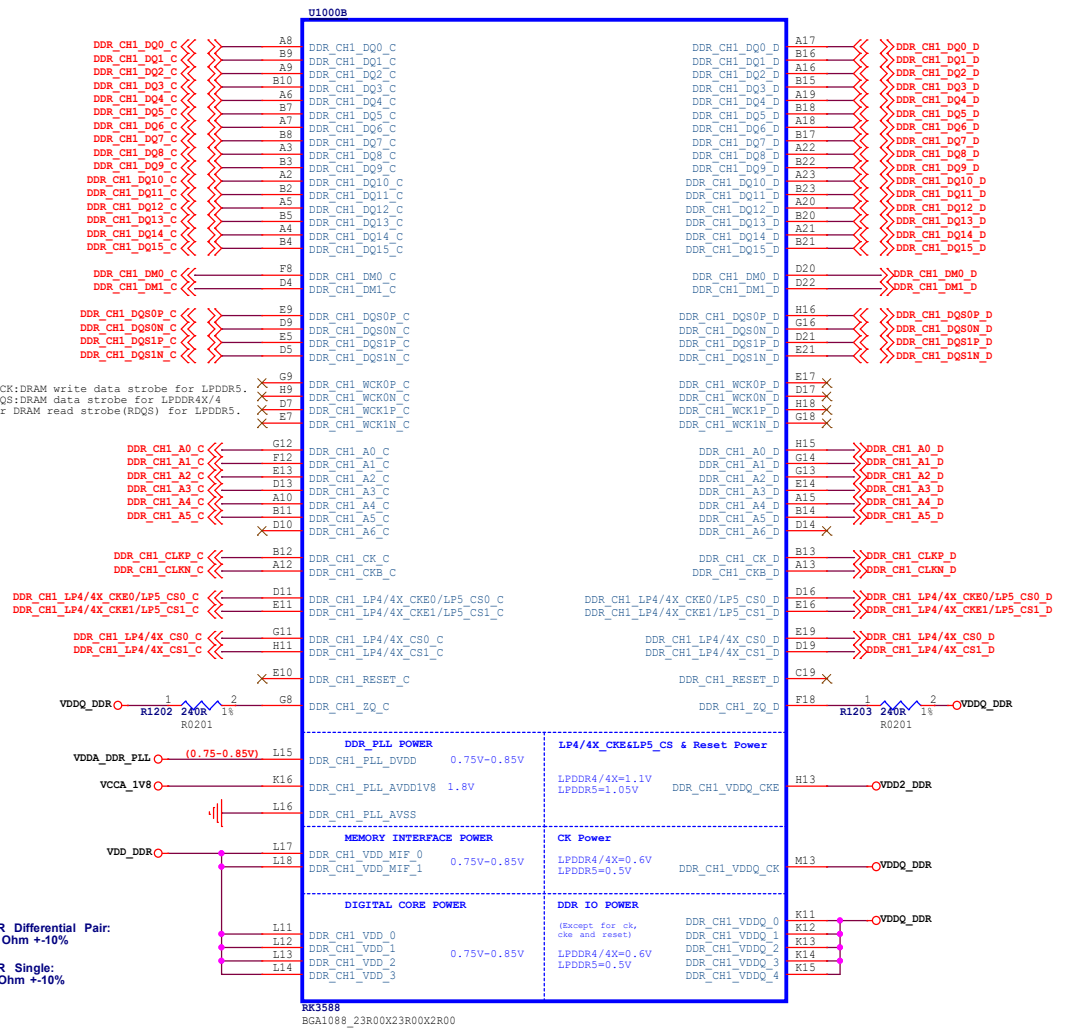 U1000B
DDR_CH1_DQ0_C A8 DDR_CH1_DQ0_C DDR_CH1_DQ0_D A17 DDR_CH1_DQ0_D
DDR_CH1_DQ1_C B9 DDR_CH1_DQ1_C DDR_CH1_DQ1_D B16 DDR_CH1_DQ1_D
DDR_CH1_DQ2_C A9 DDR_CH1_DQ2_C DDR_CH1_DQ2_D A16 DDR_CH1_DQ2_D
DDR_CH1_DQ3_C B10 DDR_CH1_DQ3_C DDR_CH1_DQ3_D B15 DDR_CH1_DQ3_D
DDR_CH1_DQ4_C A6 DDR_CH1_DQ4_C DDR_CH1_DQ4_D A19 DDR_CH1_DQ4_D
DDR_CH1_DQ5_C B7 DDR_CH1_DQ5_C DDR_CH1_DQ5_D B18 DDR_CH1_DQ5_D
DDR_CH1_DQ6_C A7 DDR_CH1_DQ6_C DDR_CH1_DQ6_D A18 DDR_CH1_DQ6_D
DDR_CH1_DQ7_C B8 DDR_CH1_DQ7_C DDR_CH1_DQ7_D B17 DDR_CH1_DQ7_D
DDR_CH1_DQ8_C A3 DDR_CH1_DQ8_C DDR_CH1_DQ8_D A22 DDR_CH1_DQ8_D
DDR_CH1_DQ9_C B3 DDR_CH1_DQ9_C DDR_CH1_DQ9_D B22 DDR_CH1_DQ9_D
DDR_CH1_DQ10_C A2 DDR_CH1_DQ10_C DDR_CH1_DQ10_D A23 DDR_CH1_DQ10_D
DDR_CH1_DQ11_C B2 DDR_CH1_DQ11_C DDR_CH1_DQ11_D B23 DDR_CH1_DQ11_D
DDR_CH1_DQ12_C A5 DDR_CH1_DQ12_C DDR_CH1_DQ12_D A20 DDR_CH1_DQ12_D
DDR_CH1_DQ13_C B5 DDR_CH1_DQ13_C DDR_CH1_DQ13_D B20 DDR_CH1_DQ13_D
DDR_CH1_DQ14_C A4 DDR_CH1_DQ14_C DDR_CH1_DQ14_D A21 DDR_CH1_DQ14_D
DDR_CH1_DQ15_C B4 DDR_CH1_DQ15_C DDR_CH1_DQ15_D B21 DDR_CH1_DQ15_D
DDR_CH1_DM0_C F8 DDR_CH1_DM0_C DDR_CH1_DM0_D D20 DDR_CH1_DM0_D
DDR_CH1_DM1_C D4 DDR_CH1_DM1_C DDR_CH1_DM1_D D22 DDR_CH1_DM1_D
DDR_CH1_DQS0P_C E9 DDR_CH1_DQS0P_C DDR_CH1_DQS0P_D H16 DDR_CH1_DQS0P_D
DDR_CH1_DQS0N_C D9 DDR_CH1_DQS0N_C DDR_CH1_DQS0N_D G16 DDR_CH1_DQS0N_D
DDR_CH1_DQS1P_C E5 DDR_CH1_DQS1P_C DDR_CH1_DQS1P_D D21 DDR_CH1_DQS1P_D
DDR_CH1_DQS1N_C D5 DDR_CH1_DQS1N_C DDR_CH1_DQS1N_D E21 DDR_CH1_DQS1N_D
CK:DRAM write data strobe for LPDDR5. G9 DDR_CH1_WCK0P_C DDR_CH1_WCK0P_D E17
QS:DRAM data strobe for LPDDR4X/4 H9 DDR_CH1_WCK0N_C DDR_CH1_WCK0N_D D17
r DRAM read strobe(RDQS) for LPDDR5. D7 DDR_CH1_WCK1P_C DDR_CH1_WCK1P_D H18
E7 DDR_CH1_WCK1N_C DDR_CH1_WCK1N_D G18
DDR_CH1_A0_C G12 DDR_CH1_A0_C DDR_CH1_A0_D H15 DDR_CH1_A0_D
DDR_CH1_A1_C F12 DDR_CH1_A1_C DDR_CH1_A1_D G14 DDR_CH1_A1_D
DDR_CH1_A2_C E13 DDR_CH1_A2_C DDR_CH1_A2_D G13 DDR_CH1_A2_D
DDR_CH1_A3_C D13 DDR_CH1_A3_C DDR_CH1_A3_D E14 DDR_CH1_A3_D
DDR_CH1_A4_C A10 DDR_CH1_A4_C DDR_CH1_A4_D A15 DDR_CH1_A4_D
DDR_CH1_A5_C B11 DDR_CH1_A5_C DDR_CH1_A5_D B14 DDR_CH1_A5_D
D10 DDR_CH1_A6_C DDR_CH1_A6_D D14
DDR_CH1_CLKP_C B12 DDR_CH1_CK_C DDR_CH1_CK_D B13 DDR_CH1_CLKP_D
DDR_CH1_CLKN_C A12 DDR_CH1_CKB_C DDR_CH1_CKB_D A13 DDR_CH1_CLKN_D
DDR_CH1_LP4/4X_CKE0/LP5_CS0_C D11 DDR_CH1_LP4/4X_CKE0/LP5_CS0_C DDR_CH1_LP4/4X_CKE0/LP5_CS0_D D16 DDR_CH1_LP4/4X_CKE0/LP5_CS0_D
DDR_CH1_LP4/4X_CKE1/LP5_CS1_C E11 DDR_CH1_LP4/4X_CKE1/LP5_CS1_C DDR_CH1_LP4/4X_CKE1/LP5_CS1_D E16 DDR_CH1_LP4/4X_CKE1/LP5_CS1_D
DDR_CH1_LP4/4X_CS0_C G11 DDR_CH1_LP4/4X_CS0_C DDR_CH1_LP4/4X_CS0_D E19 DDR_CH1_LP4/4X_CS0_D
DDR_CH1_LP4/4X_CS1_C H11 DDR_CH1_LP4/4X_CS1_C DDR_CH1_LP4/4X_CS1_D D19 DDR_CH1_LP4/4X_CS1_D
E10 DDR_CH1_RESET_C DDR_CH1_RESET_D C19
VDDQ_DDR 1 2 G8 DDR_CH1_ZQ_C DDR_CH1_ZQ_D F18 1 2 VDDQ_DDR
R1202 240R 1% R1203 240R 1%
R0201 R0201
DDR_PLL POWER LP4/4X_CKE&LP5_CS & Reset Power
VDDA_DDR_PLL (0.75-0.85V) L15 DDR_CH1_PLL_DVDD 0.75V-0.85V
LPDDR4/4X=1.1V
VCCA_1V8 K16 DDR_CH1_PLL_AVDD1V8 1.8V LPDDR5=1.05V DDR_CH1_VDDQ_CKE H13 VDD2_DDR
L16 DDR_CH1_PLL_AVSS
MEMORY INTERFACE POWER CK Power
VDD_DDR L17 DDR_CH1_VDD_MIF_0 0.75V-0.85V LPDDR4/4X=0.6V
L18 DDR_CH1_VDD_MIF_1 LPDDR5=0.5V DDR_CH1_VDDQ_CK M13 VDDQ_DDR
DIGITAL CORE POWER DDR IO POWER
DDR_CH1_VDDQ_0 K11 VDDQ_DDR
R Differential Pair: L11 DDR_CH1_VDD_0 (Except for ck, DDR_CH1_VDDQ_1 K12
Ohm +-10% L12 DDR_CH1_VDD_1 cke and reset) DDR_CH1_VDDQ_2 K13
L13 DDR_CH1_VDD_2 0.75V-0.85V LPDDR4/4X=0.6V DDR_CH1_VDDQ_3 K14
R Single: L14 DDR_CH1_VDD_3 LPDDR5=0.5V DDR_CH1_VDDQ_4 K15
Ohm +-10%
RK3588
BGA1088_23R00X23R00X2R00